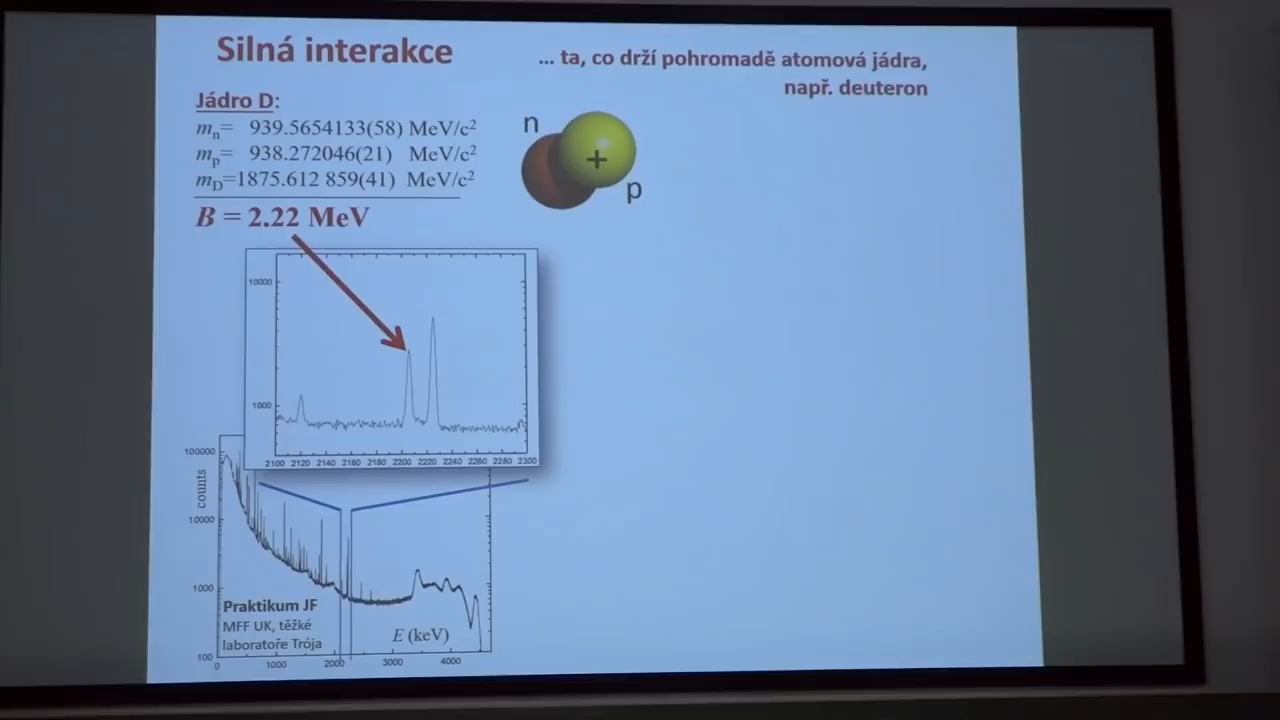 Silná interakce
... ta, co drží pohromadě atomová jádra,
např. deuteron
Jádro D:
mn= 939.5654133(58) MeV/c²
mp= 938.272046(21) MeV/c²
mD=1875.612 859(41) MeV/c²
B = 2.22 MeV
n
+
p
10000
1000
2100 2120 2140 2160 2180 2200 2220 2240 2260 2280 2300
100000
counts
10000
1000
100
Praktikum JF
MFF UK, těžké
laboratoře Trója
E (keV)
0 1000 2000 3000 4000